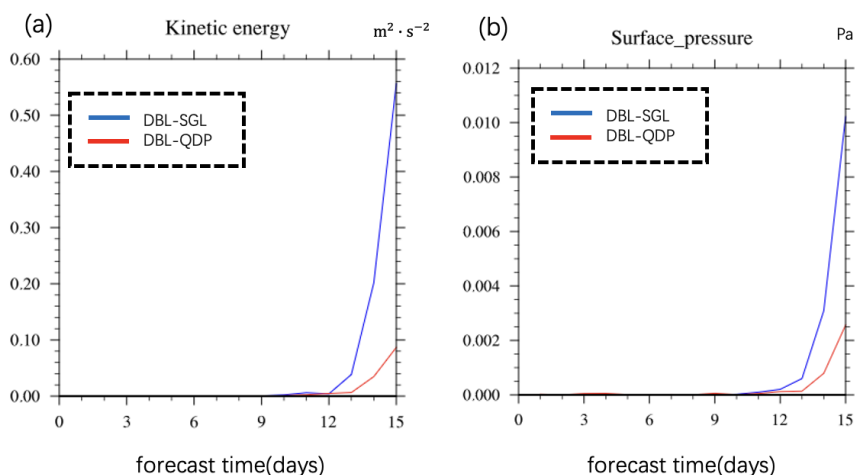 (a)
Kinetic energy
m² · s⁻²
0.60
0.50
0.40
0.30
0.20
0.10
0.00
DBL-SGL
DBL-QDP
0 3 6 9 12 15
forecast time(days)
(b)
Surface_pressure
Pa
0.012
0.010
0.008
0.006
0.004
0.002
0.000
DBL-SGL
DBL-QDP
0 3 6 9 12 15
forecast time(days)